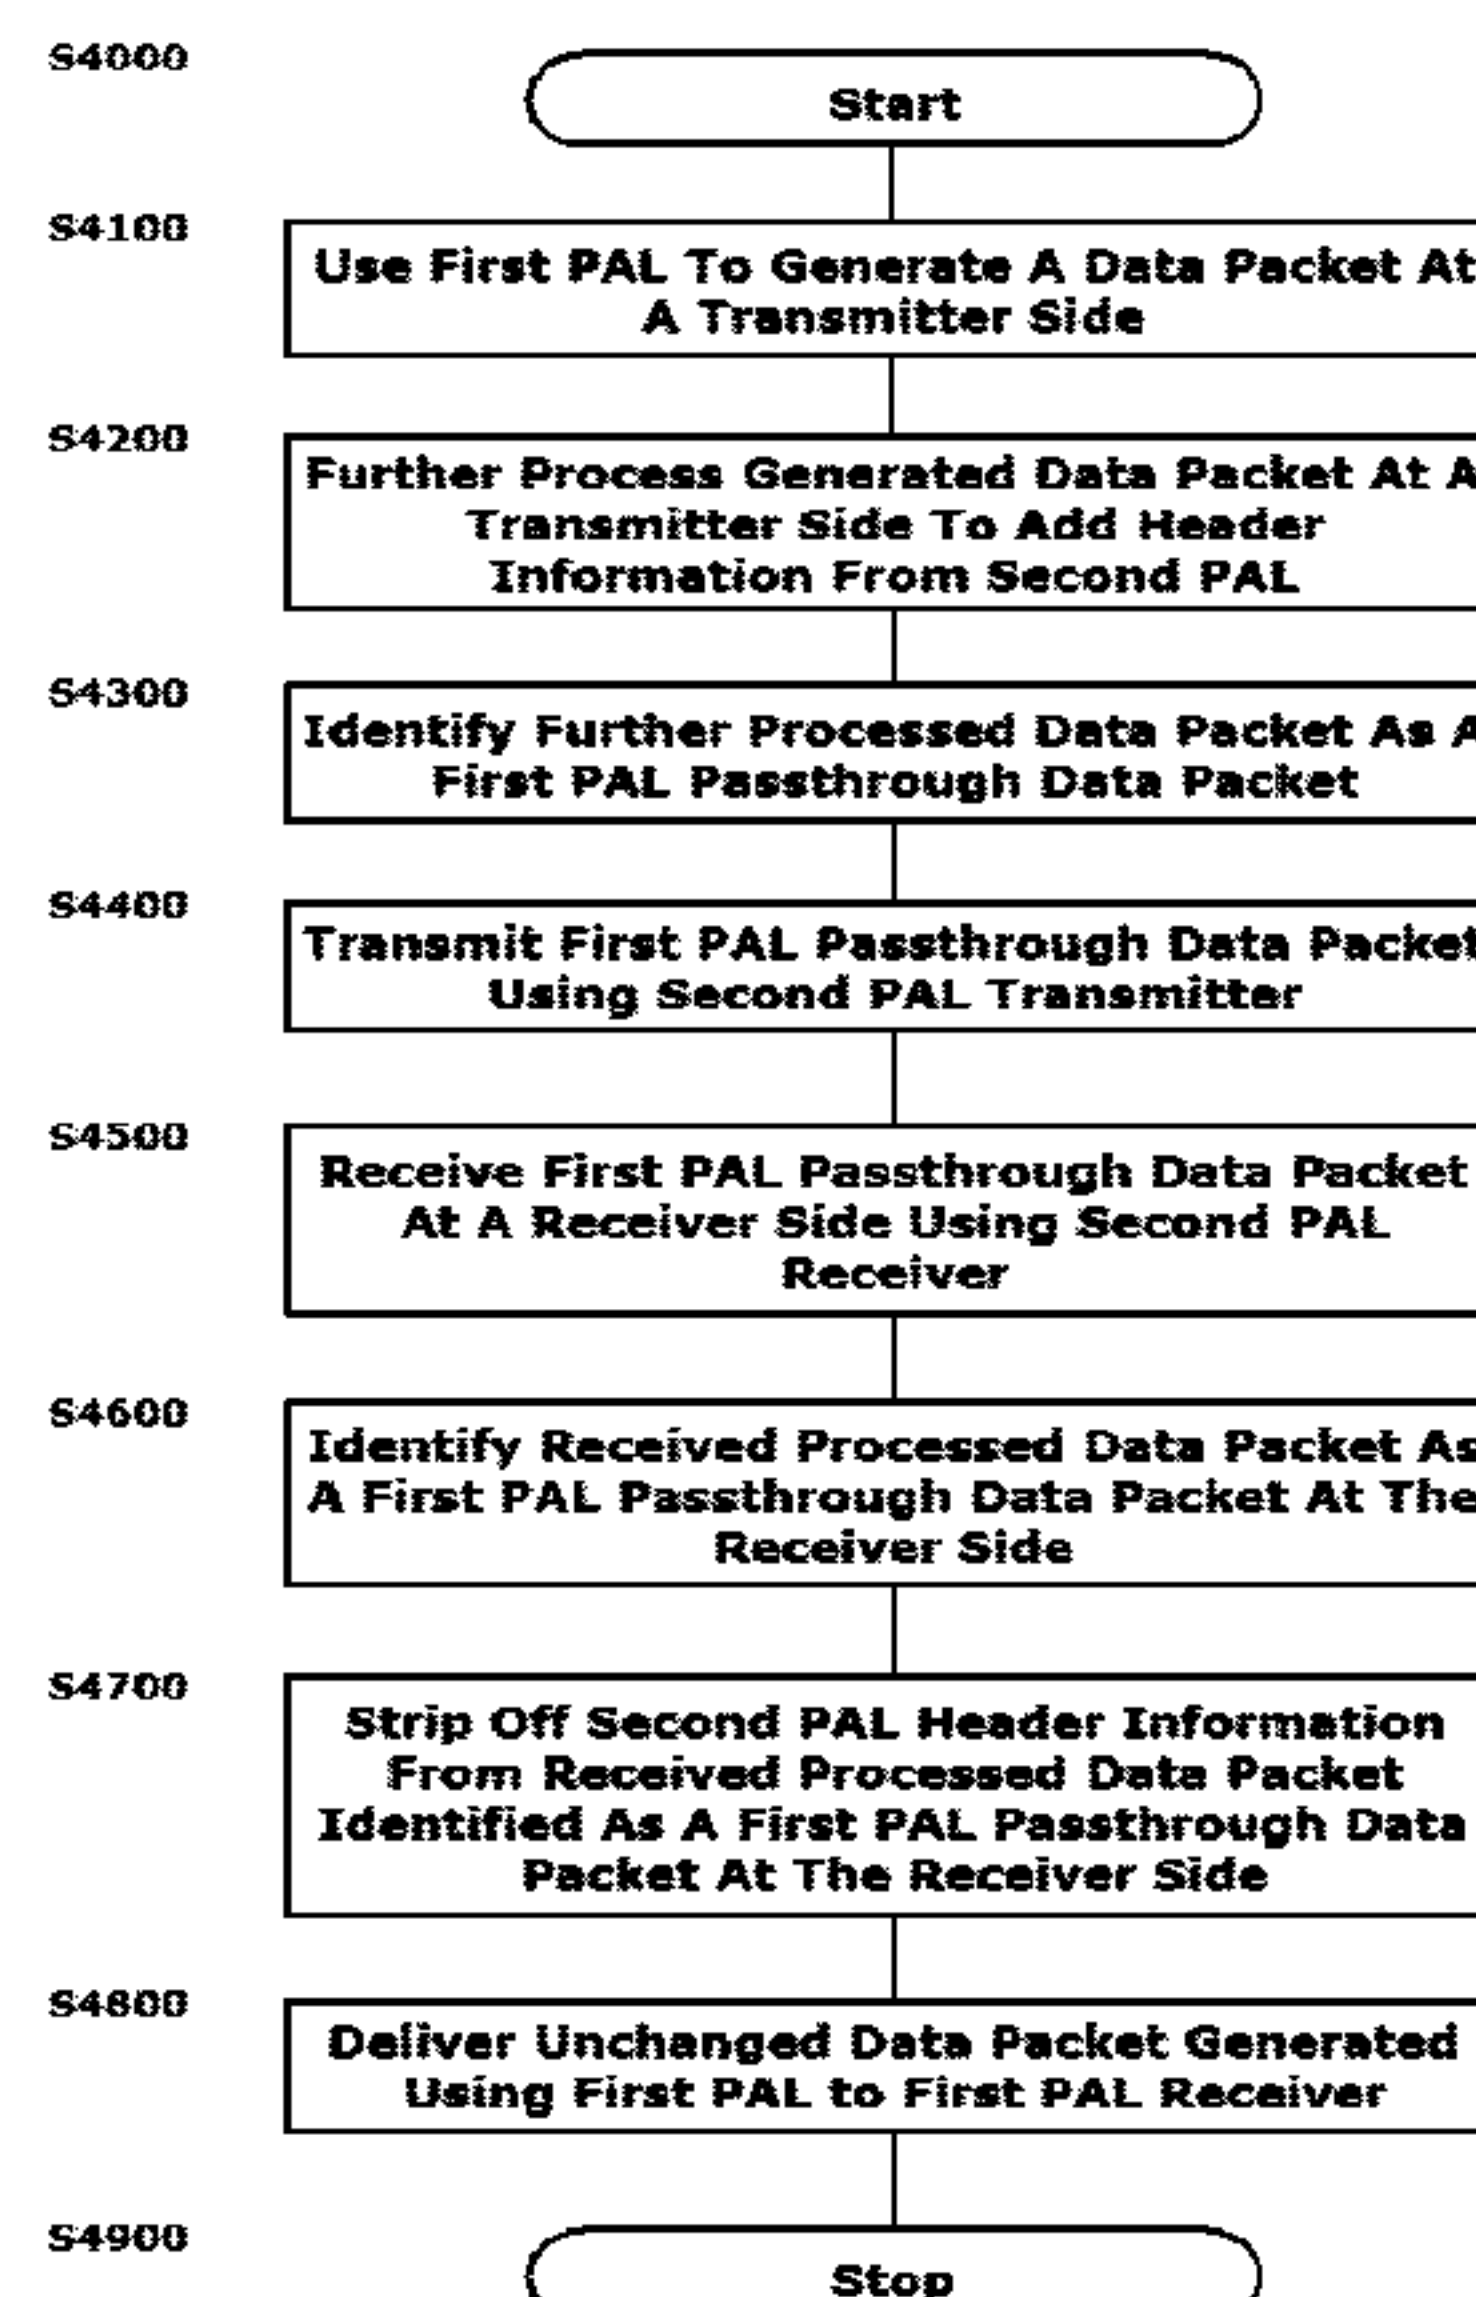 S4000
Start
S4100
Use First PAL To Generate A Data Packet At
A Transmitter Side
S4200
Further Process Generated Data Packet At A
Transmitter Side To Add Header
Information From Second PAL
S4300
Identify Further Processed Data Packet As A
First PAL Passthrough Data Packet
S4400
Transmit First PAL Passthrough Data Packet
Using Second PAL Transmitter
S4500
Receive First PAL Passthrough Data Packet
At A Receiver Side Using Second PAL
Receiver
S4600
Identify Received Processed Data Packet As
A First PAL Passthrough Data Packet At The
Receiver Side
S4700
Strip Off Second PAL Header Information
From Received Processed Data Packet
Identified As A First PAL Passthrough Data
Packet At The Receiver Side
S4800
Deliver Unchanged Data Packet Generated
Using First PAL to First PAL Receiver
S4900
Stop